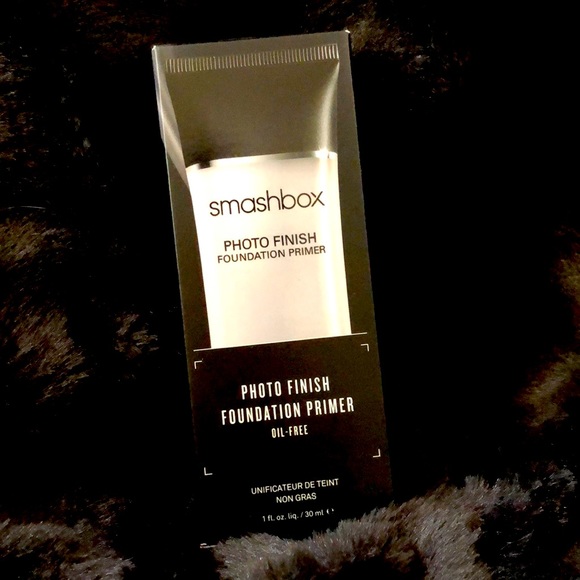 smashbox
PHOTO FINISH
FOUNDATION PRIMER
PHOTO FINISH
FOUNDATION PRIMER
OIL-FREE
UNIFICATEUR DE TEINT
NON GRAS
1 fl. oz. liq. / 30 ml e